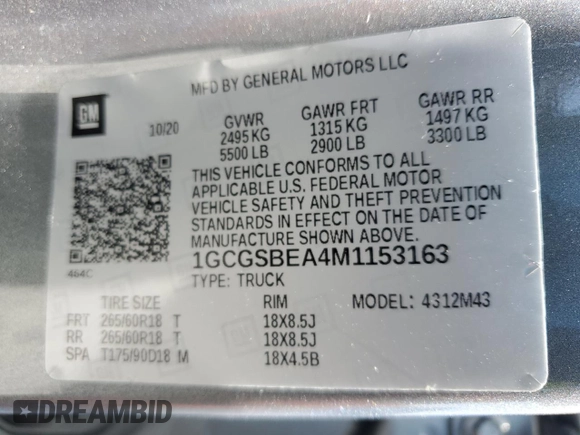 MFD BY GENERAL MOTORS LLC
GM
10/20
GVWR GAWR FRT GAWR RR
2495 KG 1315 KG 1497 KG
5500 LB 2900 LB 3300 LB
THIS VEHICLE CONFORMS TO ALL
APPLICABLE U.S. FEDERAL MOTOR
VEHICLE SAFETY AND THEFT PREVENTION
STANDARDS IN EFFECT ON THE DATE OF
MANUFACTURE SHOWN ABOVE.
464C
1GCGSBEA4M1153163
TYPE: TRUCK
TIRE SIZE RIM MODEL: 4312M43
FRT 265/60R18 T 18X8.5J
RR 265/60R18 T 18X8.5J
SPA T175/90D18 M 18X4.5B
DREAMBID